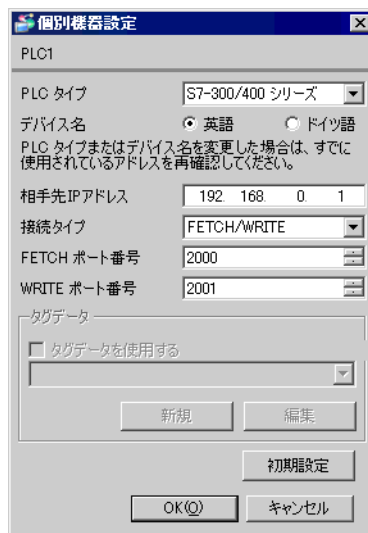 個別機器設定
PLC1
PLC タイプ S7-300/400 シリーズ
デバイス名 英語 ドイツ語
PLC タイプまたはデバイス名を変更した場合は、すでに
使用されているアドレスを再確認してください。
相手先IPアドレス 192. 168. 0. 1
接続タイプ FETCH/WRITE
FETCH ポート番号 2000
WRITE ポート番号 2001
タグデータ
タグデータを使用する
新規 編集
初期設定
OK(O) キャンセル